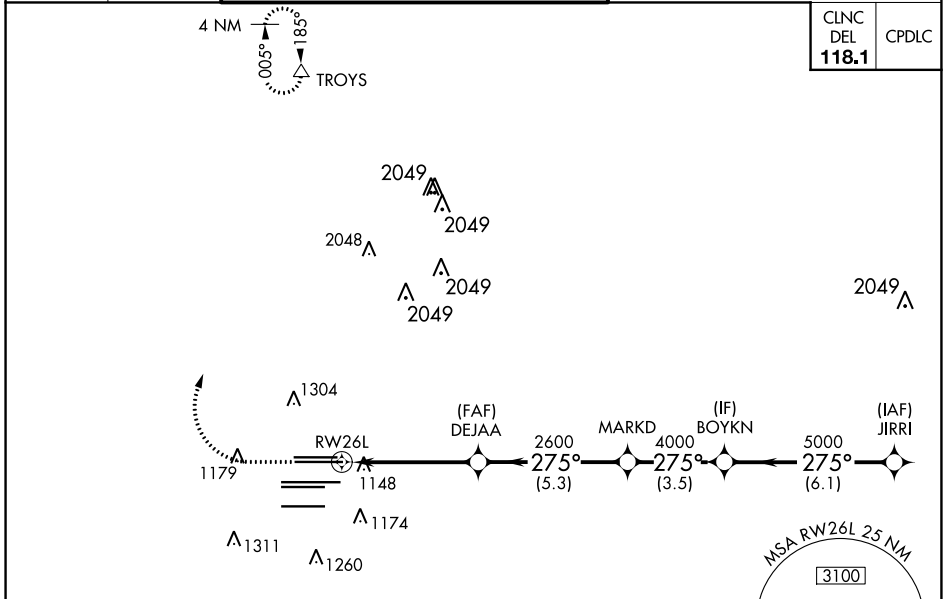 4 NM
005°
185°
TROYS
CLNC
DEL
118.1
CPDLC
2049
2049
2048
2049
2049
2049
1304
1179
RW26L
1148
1174
1311
1260
(FAF)
DEJAA
2600
275°
(5.3)
MARKD
4000
275°
(3.5)
(IF)
BOYKN
5000
275°
(6.1)
(IAF)
JIRRI
MSA RW26L 25 NM
3100